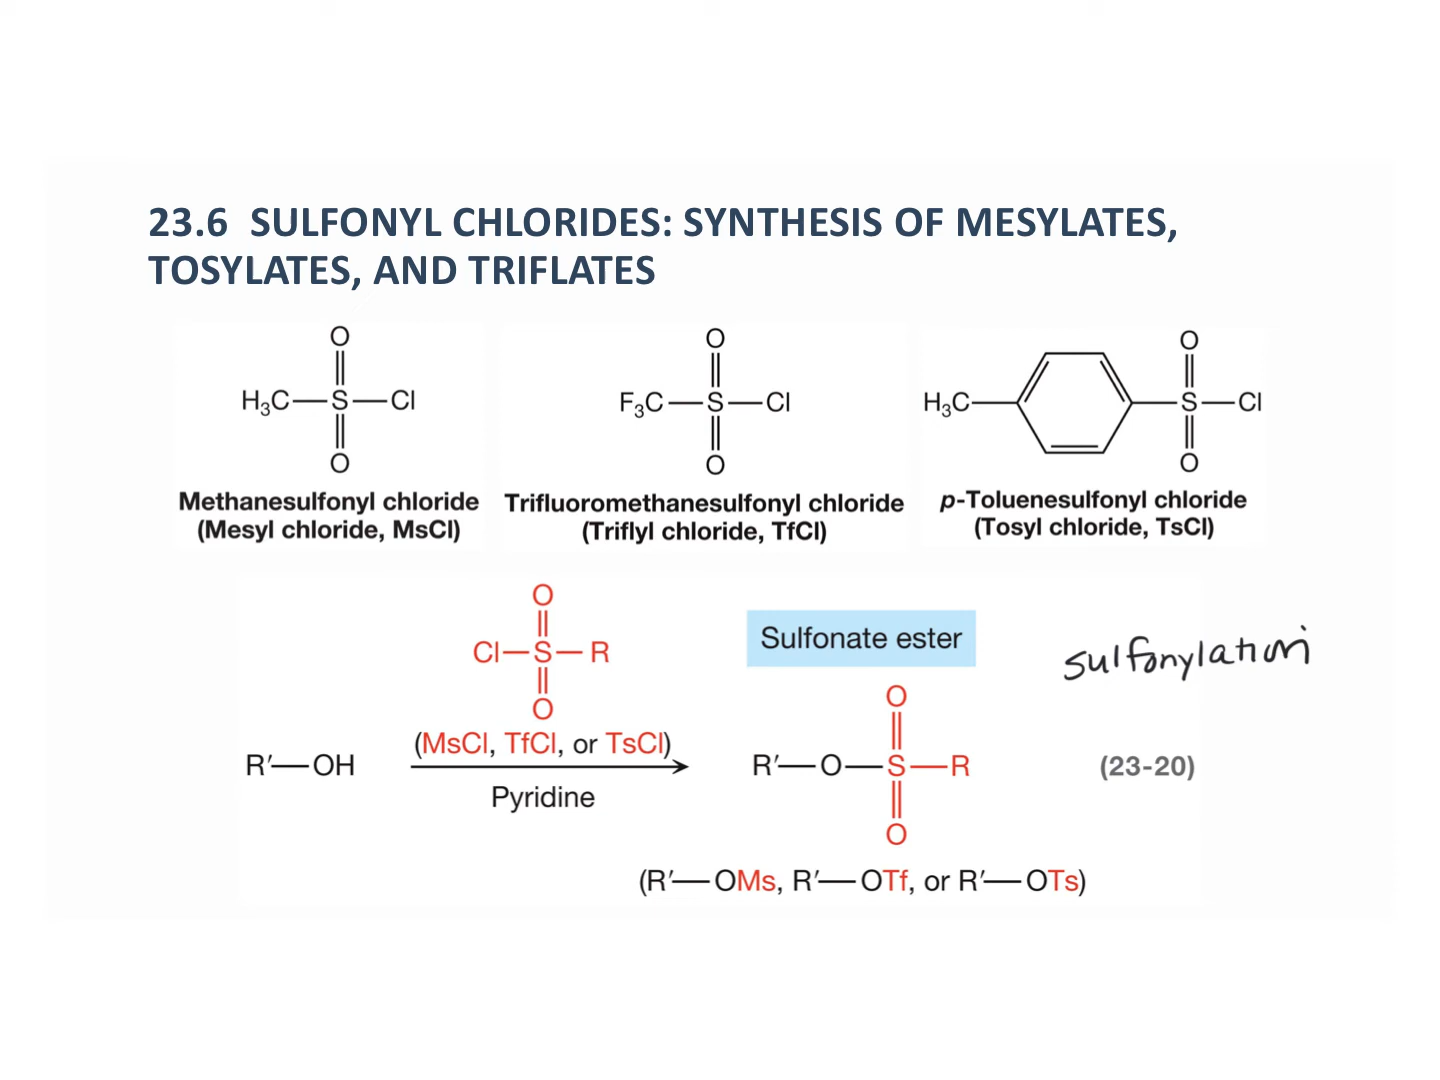 23.6 SULFONYL CHLORIDES: SYNTHESIS OF MESYLATES,
TOSYLATES, AND TRIFLATES
O
H₃C—S—Cl
O
Methanesulfonyl chloride
(Mesyl chloride, MsCl)
O
F₃C—S—Cl
O
Trifluoromethanesulfonyl chloride
(Triflyl chloride, TfCl)
O
H₃C S—Cl
O
p-Toluenesulfonyl chloride
(Tosyl chloride, TsCl)
R′—OH
O
Cl—S—R
O
(MsCl, TfCl, or TsCl)
Pyridine
Sulfonate ester
O
R′—O—S—R
O
(R′—OMs, R′—OTf, or R′—OTs)
sulfonylation
(23-20)